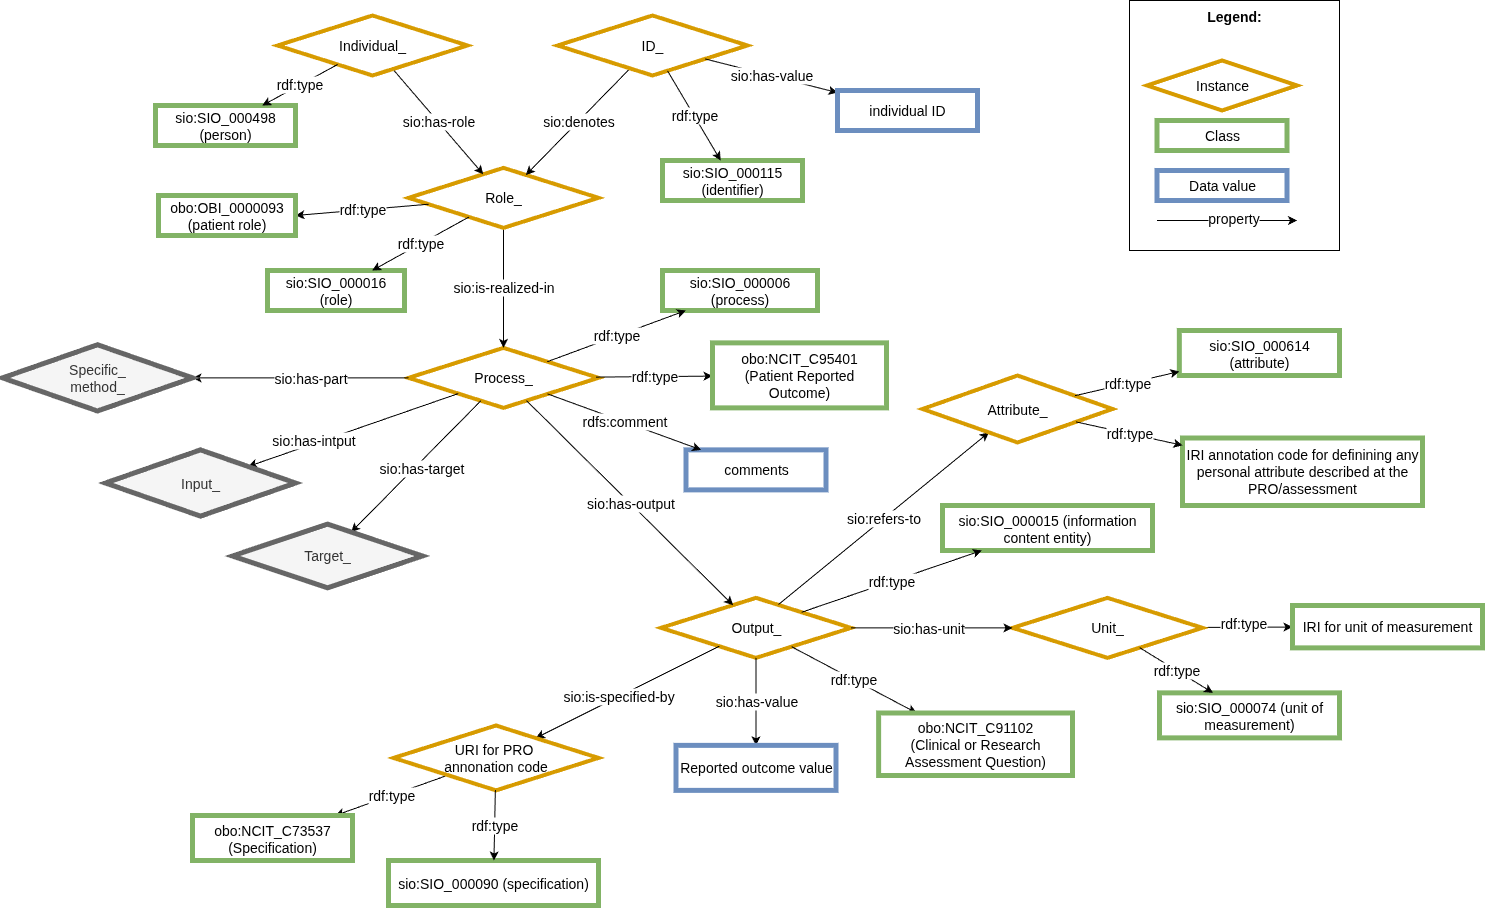 Individual_
ID_
Legend:
rdf:type
sio:has-value
Instance
sio:SIO_000498
(person)
sio:has-role
sio:denotes
rdf:type
individual ID
Class
sio:SIO_000115
(identifier)
Data value
obo:OBI_0000093
(patient role)
rdf:type
Role_
property
rdf:type
sio:SIO_000016
(role)
sio:is-realized-in
sio:SIO_000006
(process)
rdf:type
sio:SIO_000614
(attribute)
Specific_
method_
sio:has-part
Process_
rdf:type
obo:NCIT_C95401
(Patient Reported
Outcome)
rdf:type
Attribute_
rdfs:comment
rdf:type
sio:has-intput
IRI annotation code for definining any
personal attribute described at the
PRO/assessment
sio:has-target
comments
Input_
sio:has-output
sio:refers-to
sio:SIO_000015 (information
content entity)
Target_
rdf:type
Output_
sio:has-unit
Unit_
rdf:type
IRI for unit of measurement
rdf:type
sio:is-specified-by
sio:has-value
rdf:type
sio:SIO_000074 (unit of
measurement)
URI for PRO
annonation code
Reported outcome value
obo:NCIT_C91102
(Clinical or Research
Assessment Question)
rdf:type
rdf:type
obo:NCIT_C73537
(Specification)
sio:SIO_000090 (specification)